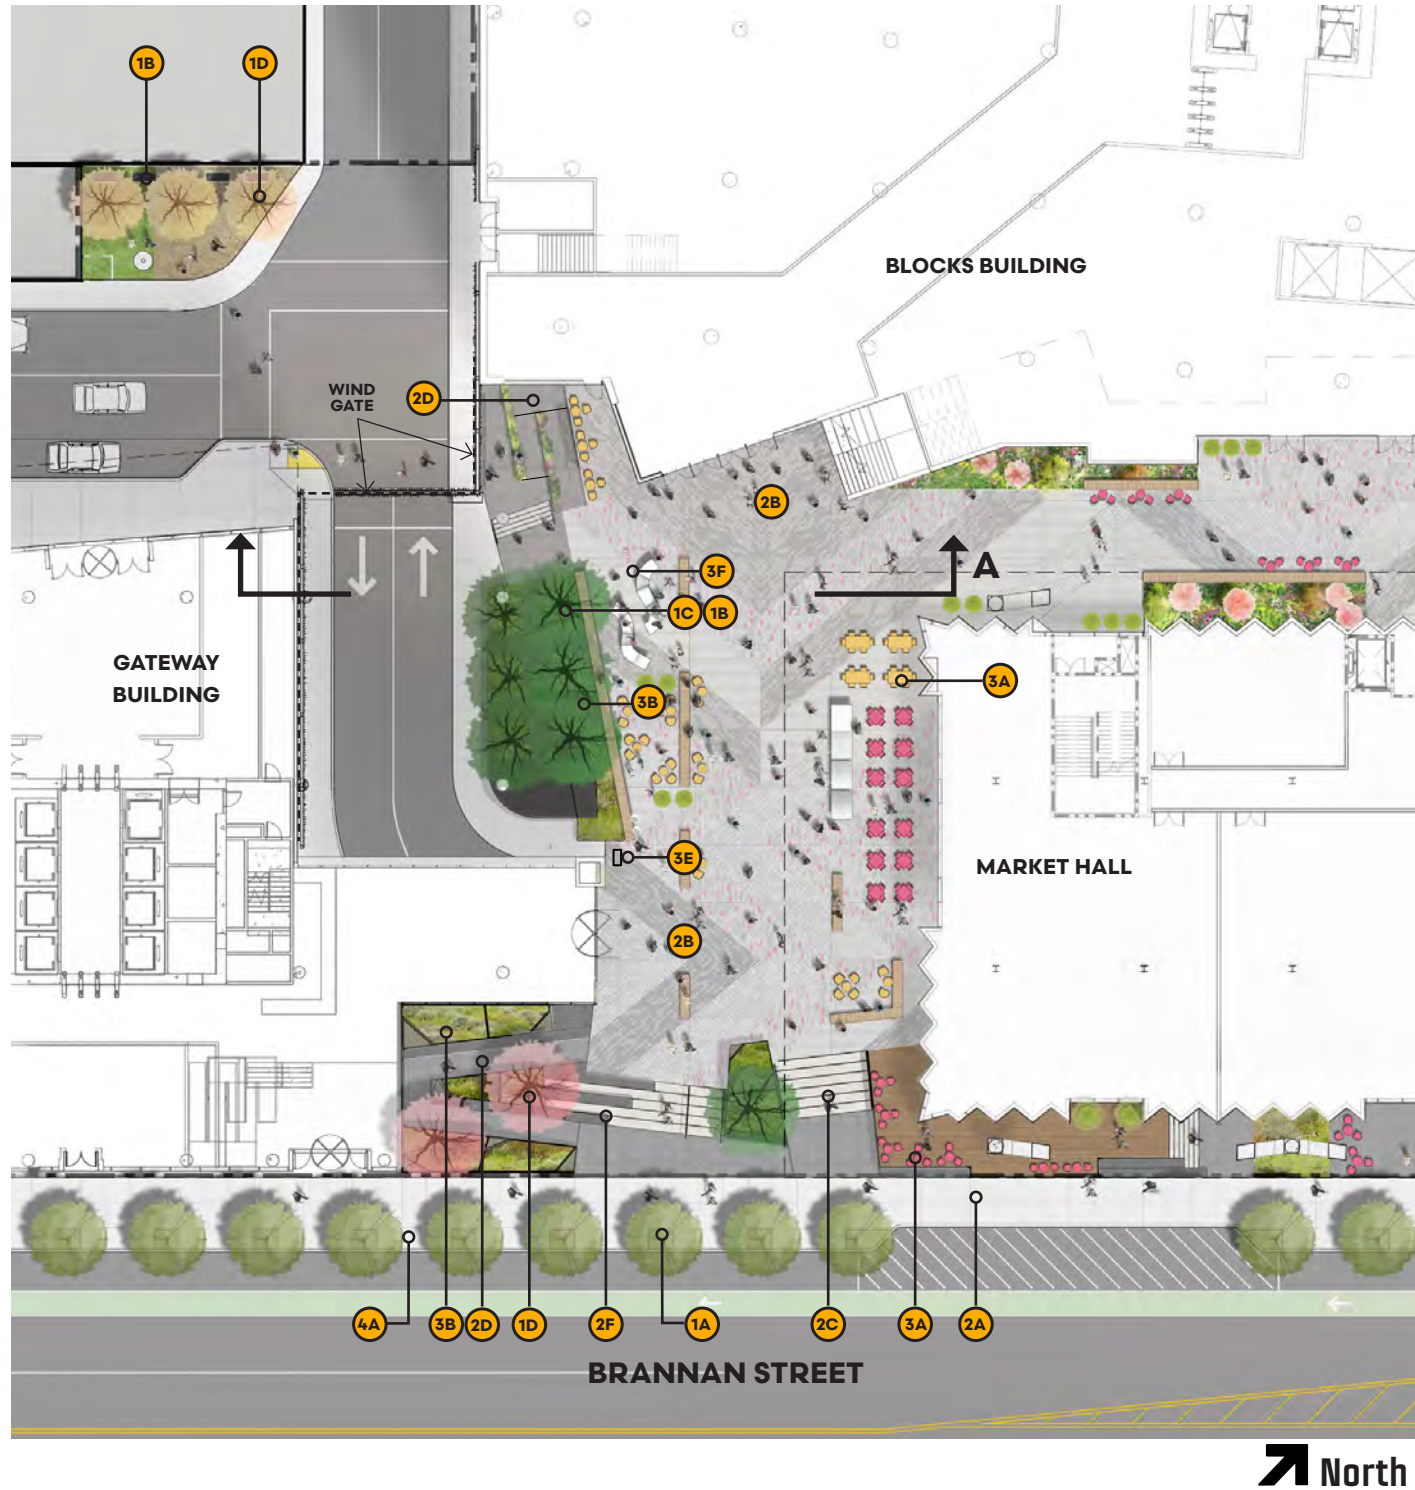 1B
1D
BLOCKS BUILDING
WIND
GATE
2D
2B
3F
A
1C
1B
GATEWAY
BUILDING
3A
3B
3E
MARKET HALL
2B
4A
3B
2D
1D
2F
1A
2C
3A
2A
BRANNAN STREET
North